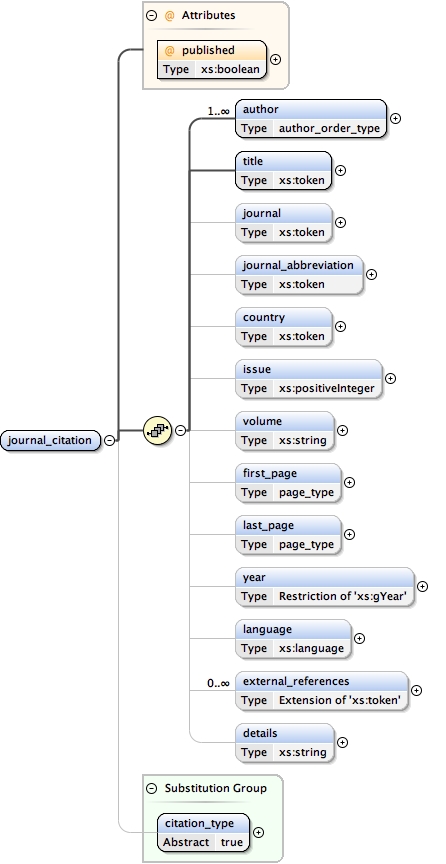 @ Attributes
@ published
Type xs:boolean
1..∞
author
Type author_order_type
title
Type xs:token
journal
Type xs:token
journal_abbreviation
Type xs:token
country
Type xs:token
issue
Type xs:positiveInteger
journal_citation
volume
Type xs:string
first_page
Type page_type
last_page
Type page_type
year
Type Restriction of 'xs:gYear'
language
Type xs:language
0..∞
external_references
Type Extension of 'xs:token'
details
Type xs:string
Substitution Group
citation_type
Abstract true